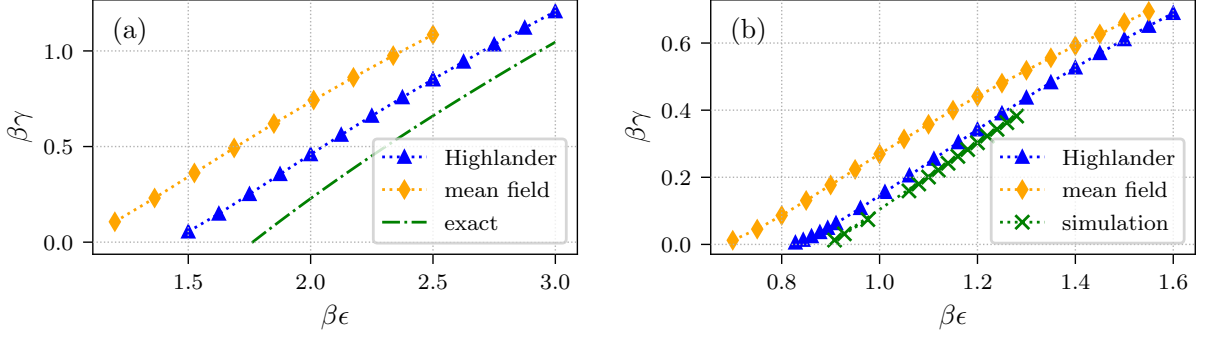 (a)
1.0
0.5
0.0
βγ
Highlander
mean field
exact
1.5 2.0 2.5 3.0
βϵ
(b)
0.6
0.4
0.2
0.0
βγ
Highlander
mean field
simulation
0.8 1.0 1.2 1.4 1.6
βϵ